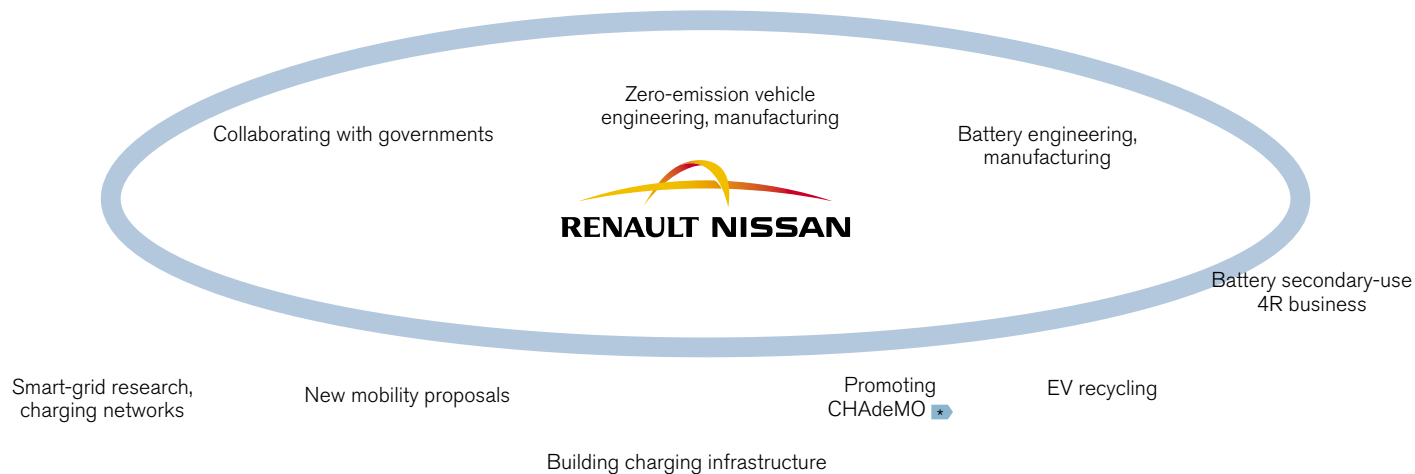 Zero-emission vehicle
engineering, manufacturing
Collaborating with governments
Battery engineering,
manufacturing
RENAULT NISSAN
Battery secondary-use
4R business
Smart-grid research,
charging networks
New mobility proposals
Promoting
CHAdeMO *
EV recycling
Building charging infrastructure